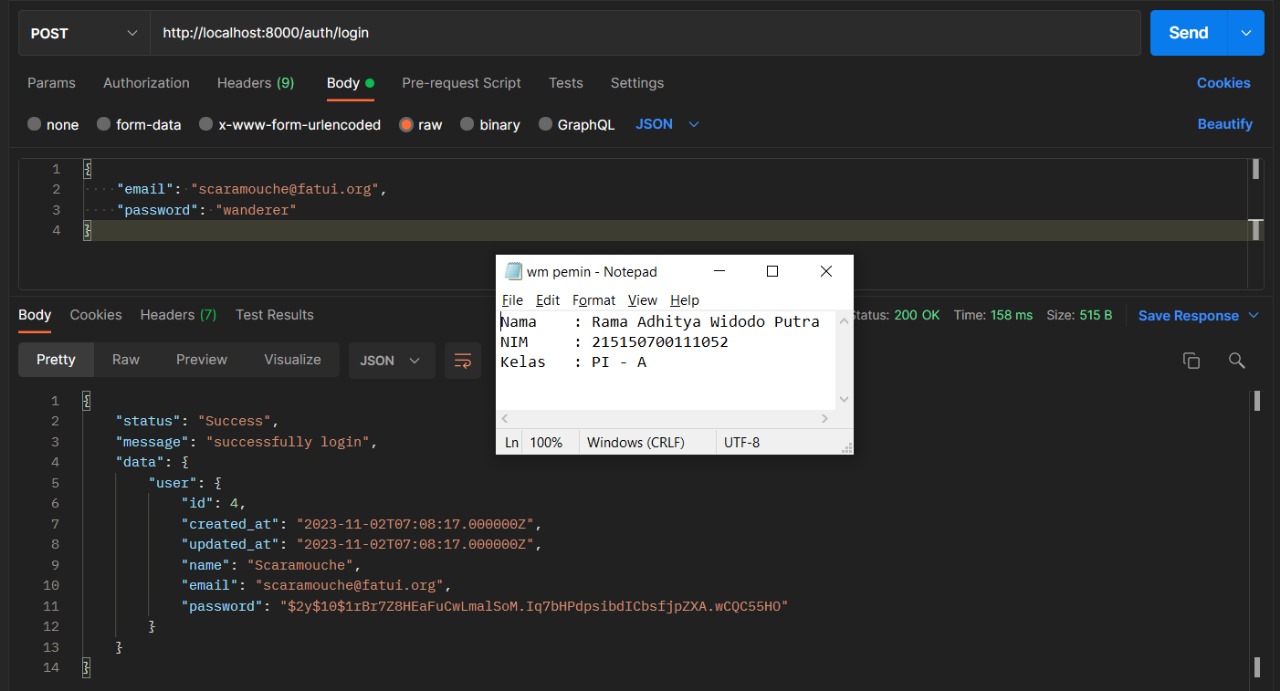 POST http://localhost:8000/auth/login Send
Params Authorization Headers (9) Body Pre-request Script Tests Settings Cookies
none form-data x-www-form-urlencoded raw binary GraphQL JSON Beautify
1 {
2 "email": "scaramouche@fatui.org",
3 "password": "wanderer"
4 }
wm pemin - Notepad
File Edit Format View Help
Nama : Rama Adhitya Widodo Putra
NIM : 215150700111052
Kelas : PI - A
Ln 100% Windows (CRLF) UTF-8
Body Cookies Headers (7) Test Results tatus: 200 OK Time: 158 ms Size: 515 B Save Response
Pretty Raw Preview Visualize JSON
1 {
2 "status": "Success",
3 "message": "successfully login",
4 "data": {
5 "user": {
6 "id": 4,
7 "created_at": "2023-11-02T07:08:17.000000Z",
8 "updated_at": "2023-11-02T07:08:17.000000Z",
9 "name": "Scaramouche",
10 "email": "scaramouche@fatui.org",
11 "password": "$2y$10$1rBr7Z8HEaFuCwLmalSoM.Iq7bHPdpsibdICbsfjpZXA.wCQC55HO"
12 }
13 }
14 }